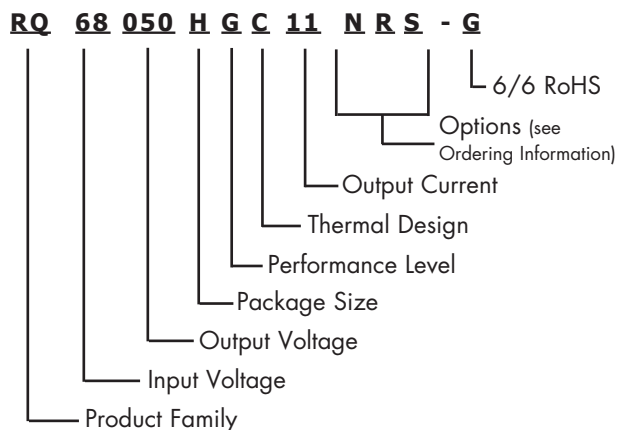 RQ 68 050 H G C 11 N R S - G
6/6 RoHS
Options (see
Ordering Information)
Output Current
Thermal Design
Performance Level
Package Size
Output Voltage
Input Voltage
Product Family